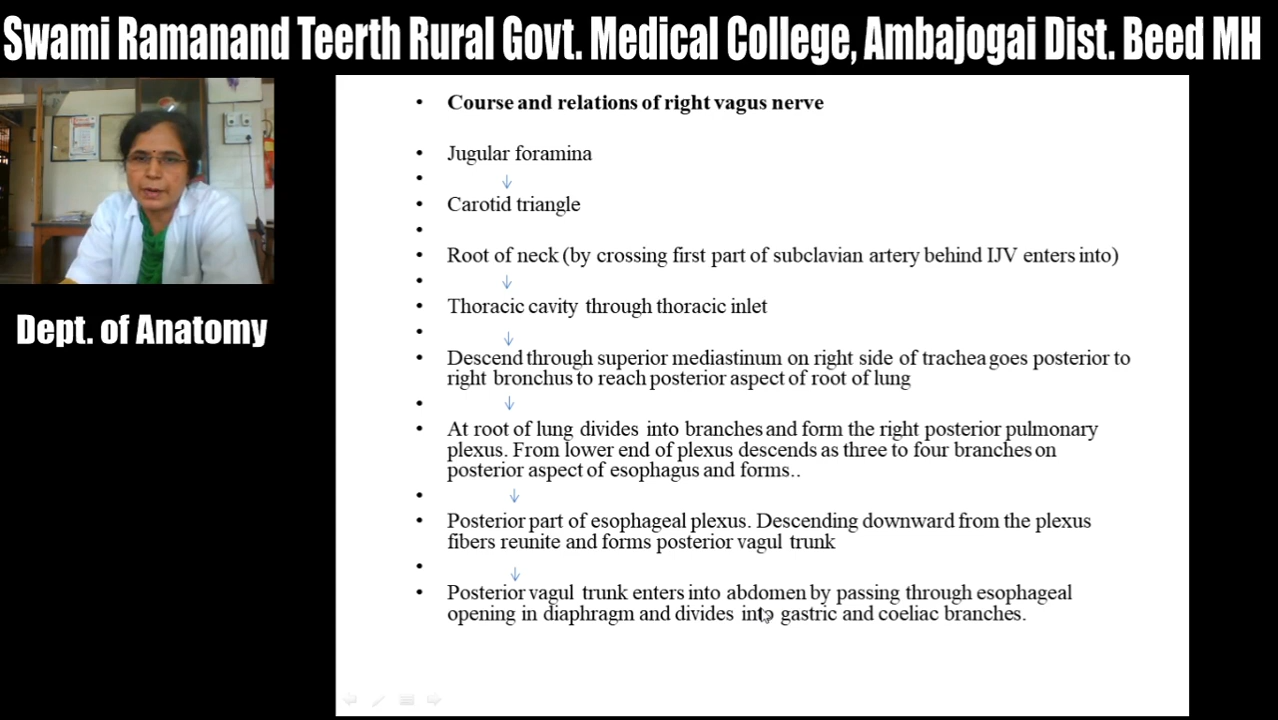 Swami Ramanand Teerth Rural Govt. Medical College, Ambajogai Dist. Beed MH
Dept. of Anatomy
• Course and relations of right vagus nerve
• Jugular foramina
• ↓
• Carotid triangle
•
• Root of neck (by crossing first part of subclavian artery behind IJV enters into)
• ↓
• Thoracic cavity through thoracic inlet
• ↓
• Descend through superior mediastinum on right side of trachea goes posterior to
right bronchus to reach posterior aspect of root of lung
• ↓
• At root of lung divides into branches and form the right posterior pulmonary
plexus. From lower end of plexus descends as three to four branches on
posterior aspect of esophagus and forms..
• ↓
• Posterior part of esophageal plexus. Descending downward from the plexus
fibers reunite and forms posterior vagul trunk
• ↓
• Posterior vagul trunk enters into abdomen by passing through esophageal
opening in diaphragm and divides into gastric and coeliac branches.